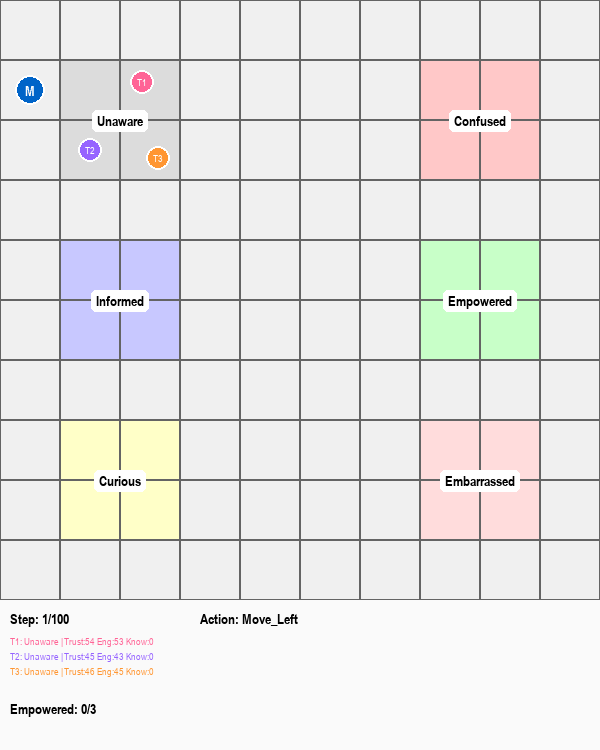 M
T1
Unaware
Confused
T2
T3
Informed
Empowered
Curious
Embarrassed
Step: 1/100
Action: Move_Left
T1: Unaware | Trust:54 Eng:53 Know:0
T2: Unaware | Trust:45 Eng:43 Know:0
T3: Unaware | Trust:46 Eng:45 Know:0
Empowered: 0/3